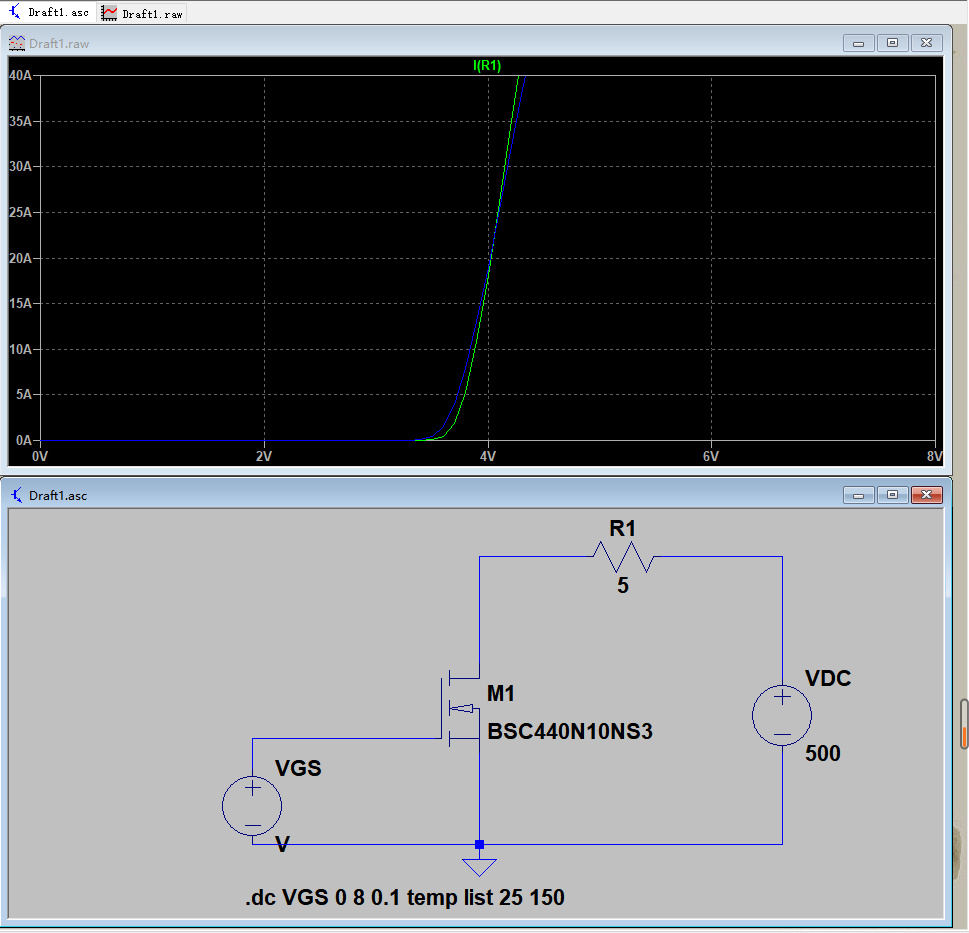 Draft1.asc Draft1.raw
Draft1.raw
I(R1)
40A
35A
30A
25A
20A
15A
10A
5A
0A
0V 2V 4V 6V 8V
Draft1.asc
R1
5
M1
BSC440N10NS3
VDC
500
VGS
V
.dc VGS 0 8 0.1 temp list 25 150